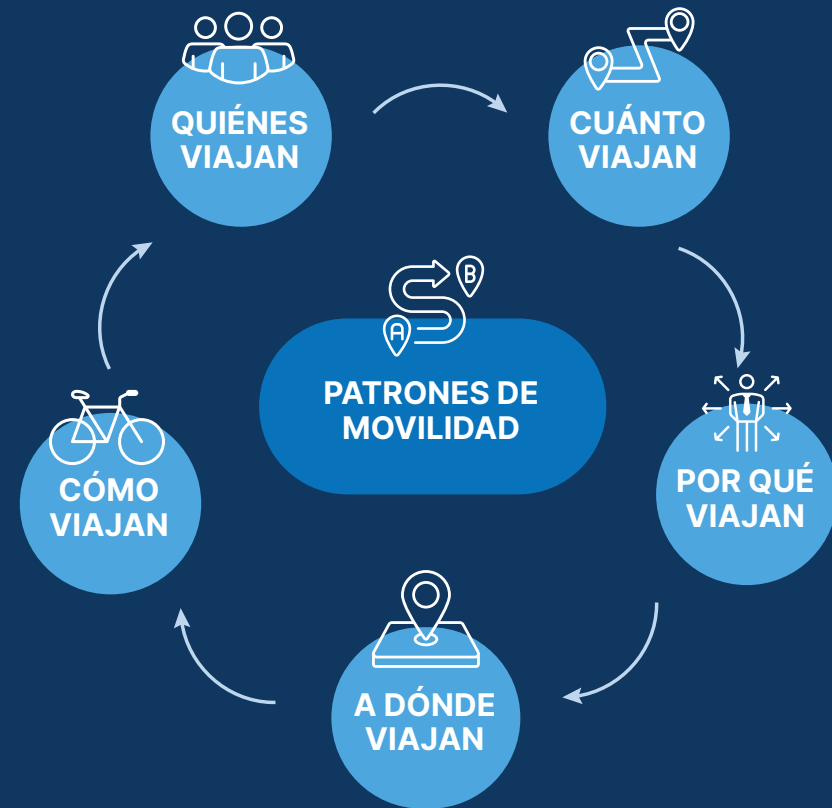 QUIÉNES
VIAJAN
CUÁNTO
VIAJAN
B
A
PATRONES DE
MOVILIDAD
POR QUÉ
VIAJAN
CÓMO
VIAJAN
A DÓNDE
VIAJAN